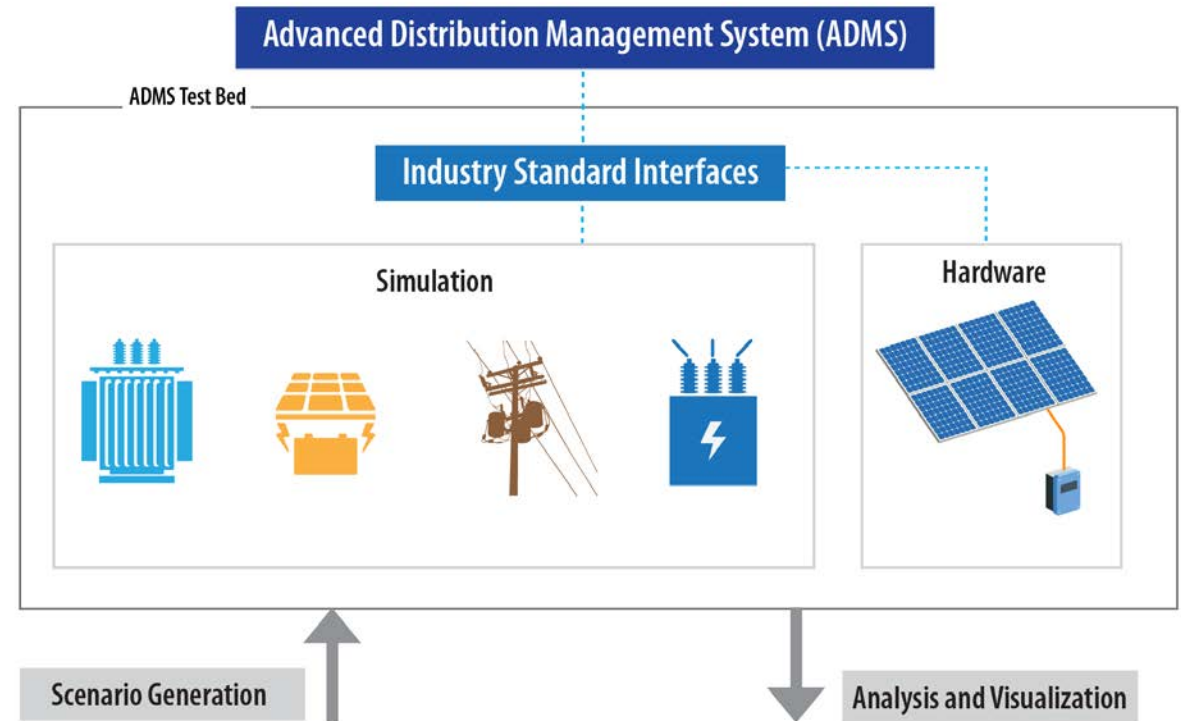 Advanced Distribution Management System (ADMS)
ADMS Test Bed
Industry Standard Interfaces
Simulation
Hardware
Scenario Generation
Analysis and Visualization